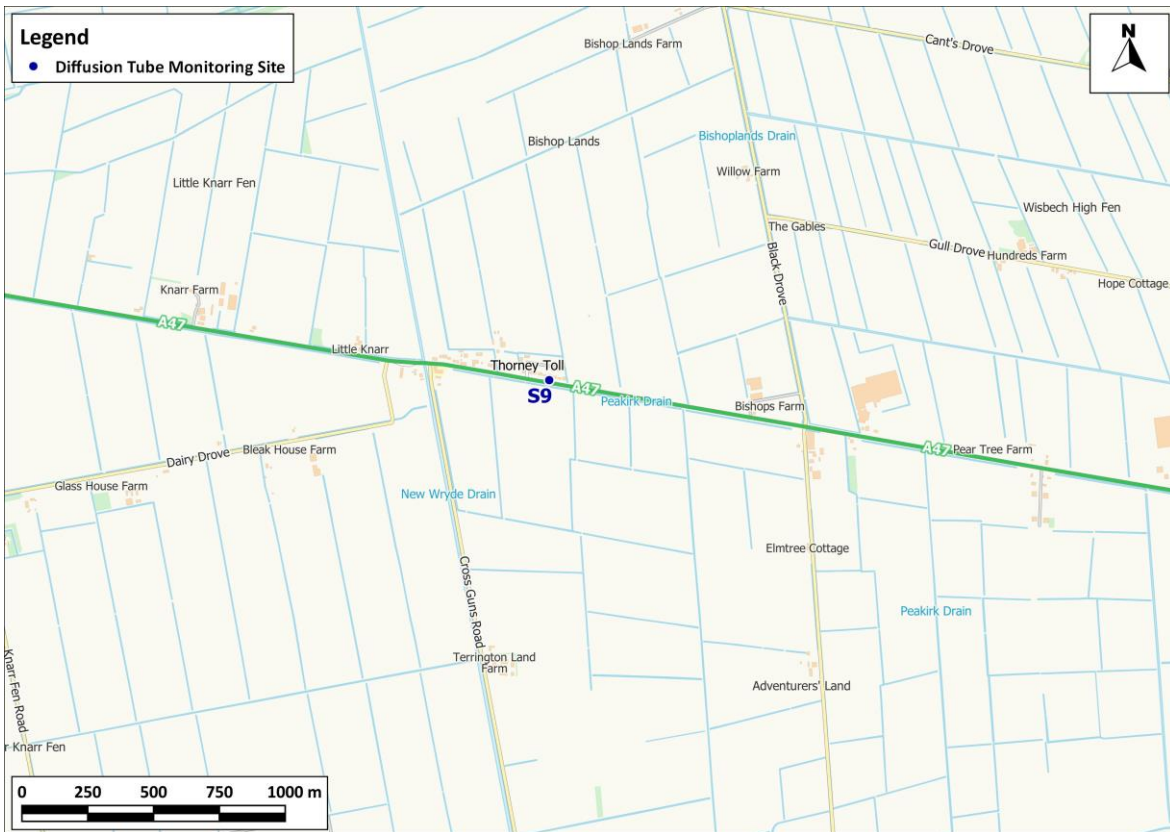 Legend
Diffusion Tube Monitoring Site
N
Bishop Lands Farm
Cant's Drove
Bishop Lands
Bishoplands Drain
Willow Farm
Little Knarr Fen
Wisbech High Fen
The Gables
Gull Drove
Hundreds Farm
Black Drove
Hope Cottage
Knarr Farm
A47
Little Knarr
Thorney Toll
S9
A47
Peakirk Drain
Bishops Farm
A47
Pear Tree Farm
Bleak House Farm
Dairy Drove
Glass House Farm
New Wryde Drain
Elmtree Cottage
Cross Guns Road
Peakirk Drain
Terrington Land
Farm
Adventurers' Land
Knarr Fen Road
r Knarr Fen
0 250 500 750 1000 m